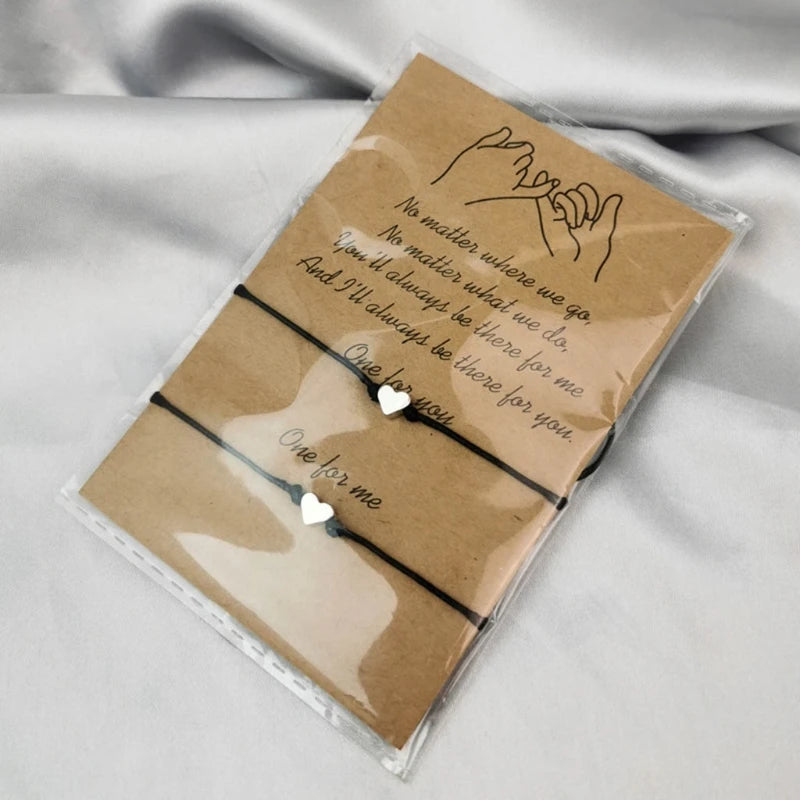 No matter where we go,
No matter what we do,
You'll always be there for me
And I'll always be there for you.
One for you
One for me